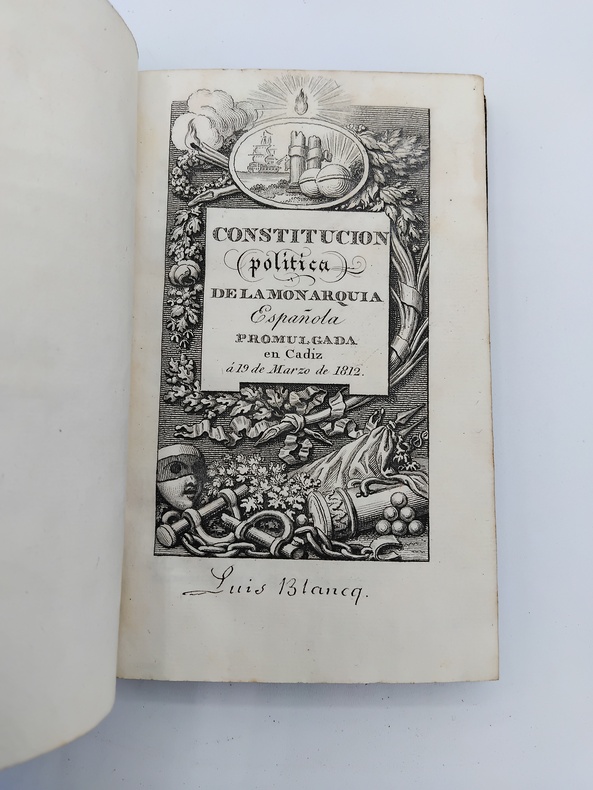 CONSTITUCION
política
DE LA MONARQUIA
Española
PROMULGADA
en Cadiz
á 19 de Marzo de 1812.
Luis Blancq.